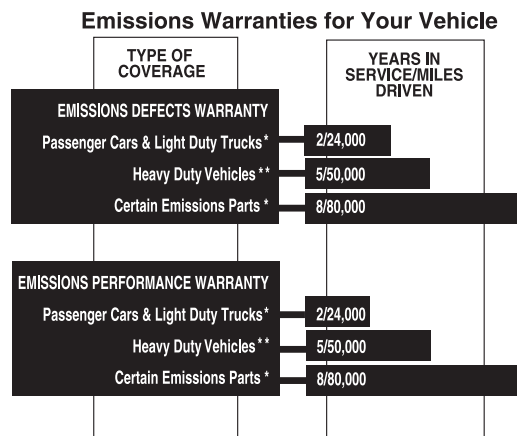 Emissions Warranties for Your Vehicle
TYPE OF
COVERAGE
YEARS IN
SERVICE/MILES
DRIVEN
EMISSIONS DEFECTS WARRANTY
Passenger Cars & Light Duty Trucks* 2/24,000
Heavy Duty Vehicles** 5/50,000
Certain Emissions Parts * 8/80,000
EMISSIONS PERFORMANCE WARRANTY
Passenger Cars & Light Duty Trucks* 2/24,000
Heavy Duty Vehicles** 5/50,000
Certain Emissions Parts * 8/80,000